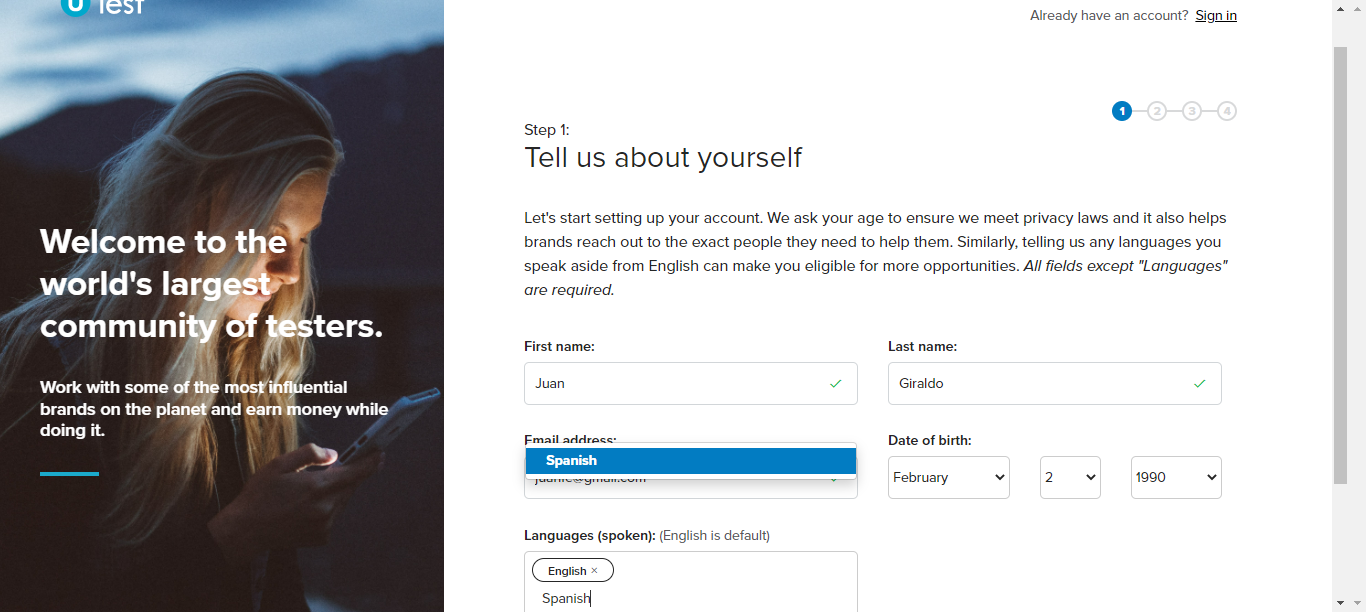 uTest
Already have an account? Sign in
1 2 3 4
Step 1:
Tell us about yourself
Let's start setting up your account. We ask your age to ensure we meet privacy laws and it also helps
brands reach out to the exact people they need to help them. Similarly, telling us any languages you
speak aside from English can make you eligible for more opportunities. All fields except "Languages"
are required.
Welcome to the
world's largest
community of testers.
Work with some of the most influential
brands on the planet and earn money while
doing it.
First name:
Last name:
Juan
Giraldo
Email address:
Date of birth:
Spanish
February 2 1990
Languages (spoken): (English is default)
English ×
Spanish